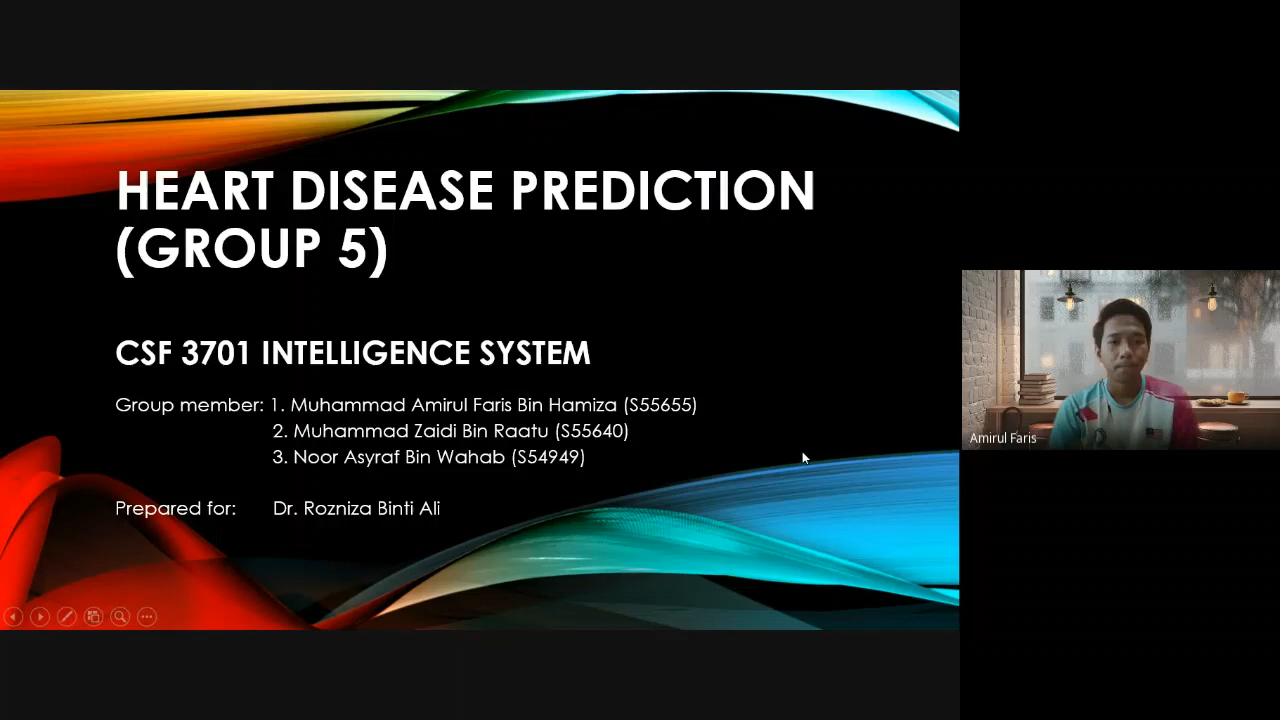 HEART DISEASE PREDICTION
(GROUP 5)
CSF 3701 INTELLIGENCE SYSTEM
Group member: 1. Muhammad Amirul Faris Bin Hamiza (S55655)
2. Muhammad Zaidi Bin Raatu (S55640)
3. Noor Asyraf Bin Wahab (S54949)
Prepared for: Dr. Rozniza Binti Ali
Amirul Faris